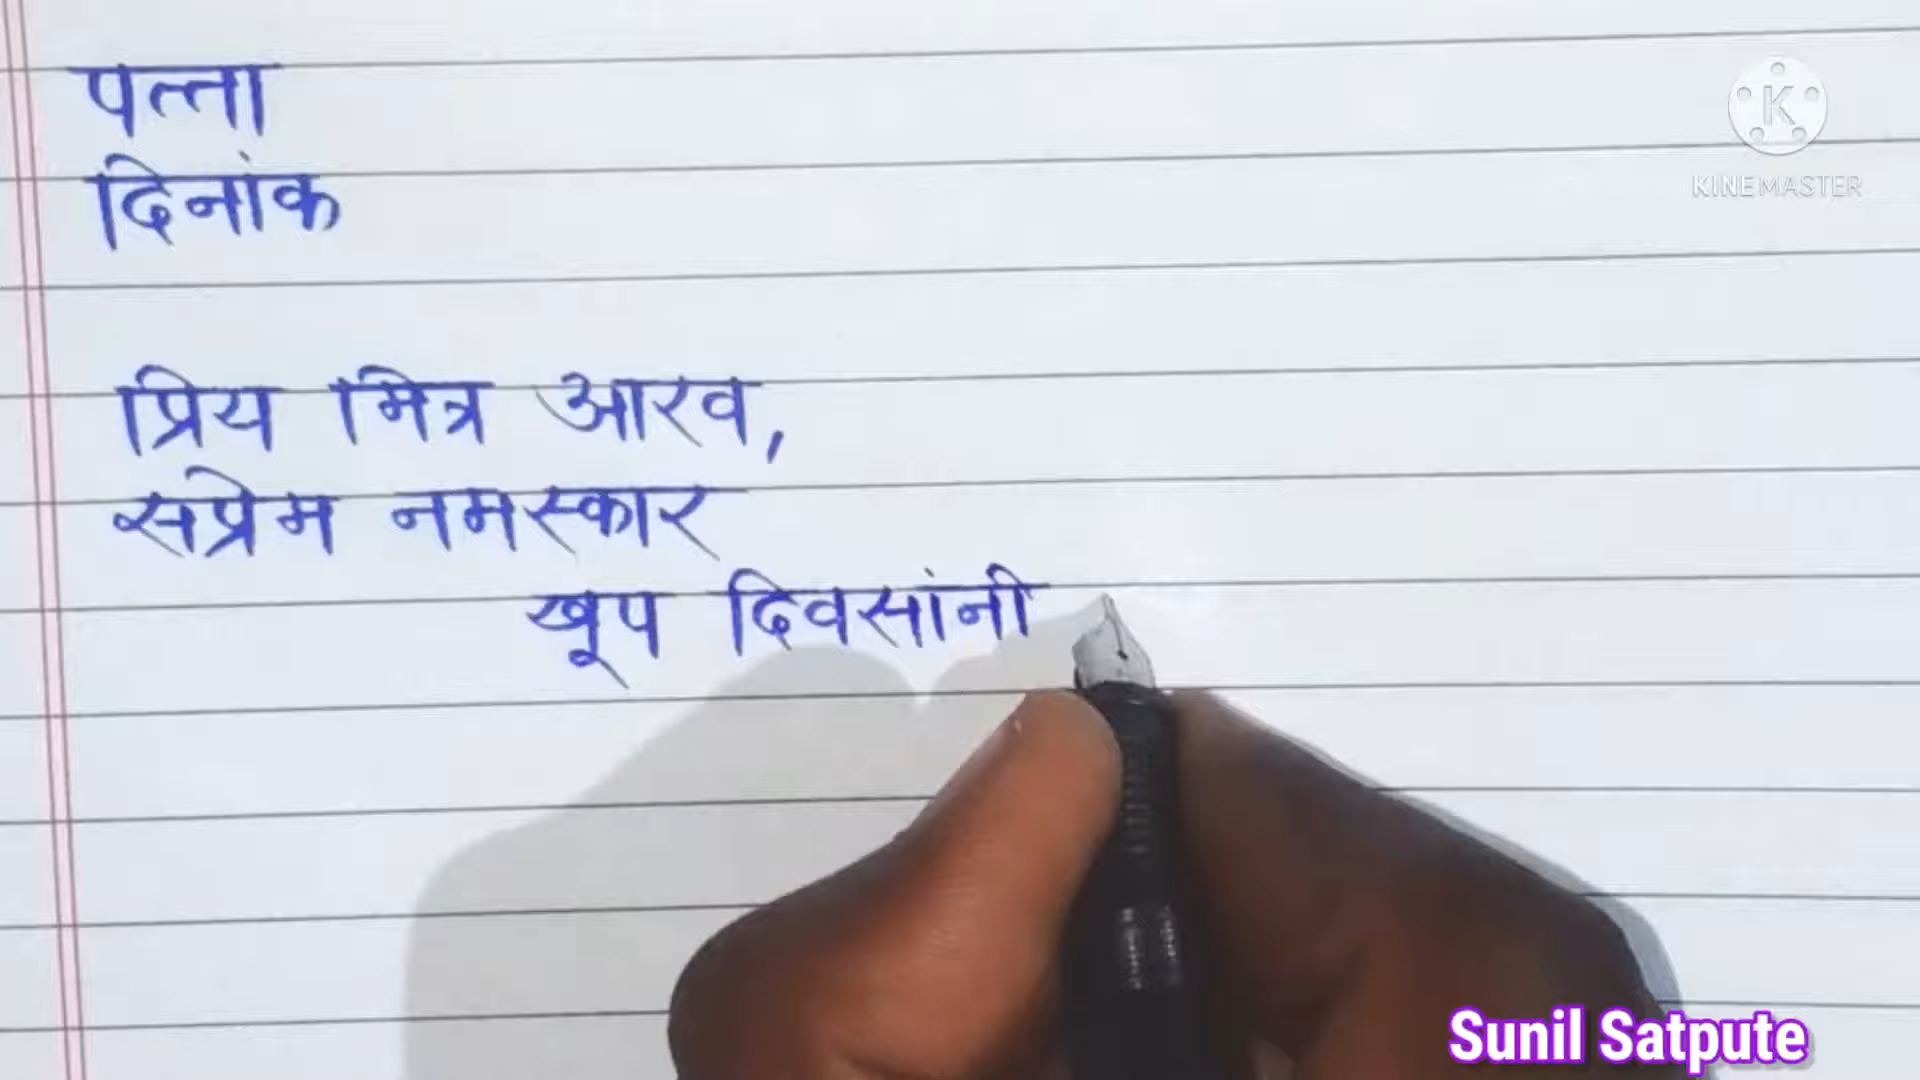 पत्ता
दिनांक
KINEMASTER
प्रिय मित्र आरव,
सप्रेम नमस्कार
खूप दिवसांनी
Sunil Satpute